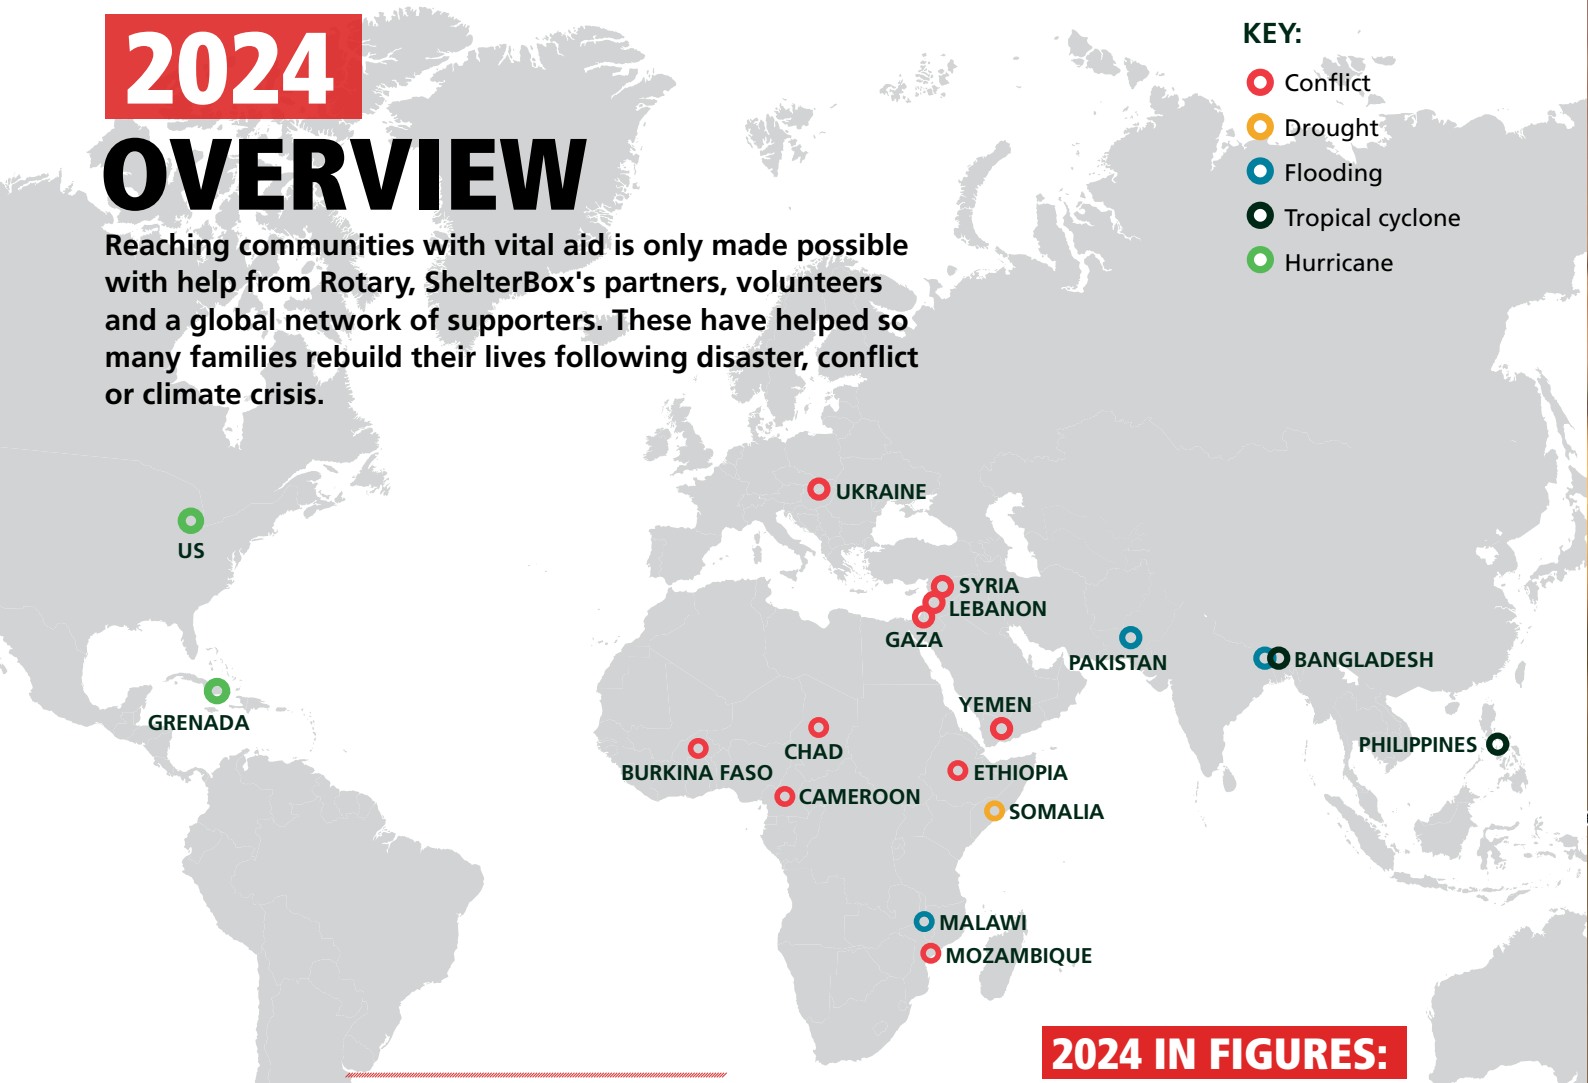 2024
OVERVIEW
Reaching communities with vital aid is only made possible
with help from Rotary, ShelterBox's partners, volunteers
and a global network of supporters. These have helped so
many families rebuild their lives following disaster, conflict
or climate crisis.
KEY:
Conflict
Drought
Flooding
Tropical cyclone
Hurricane
UKRAINE
US
SYRIA
LEBANON
GAZA
PAKISTAN
BANGLADESH
YEMEN
GRENADA
CHAD
PHILIPPINES
BURKINA FASO
ETHIOPIA
CAMEROON
SOMALIA
MALAWI
MOZAMBIQUE
2024 IN FIGURES: